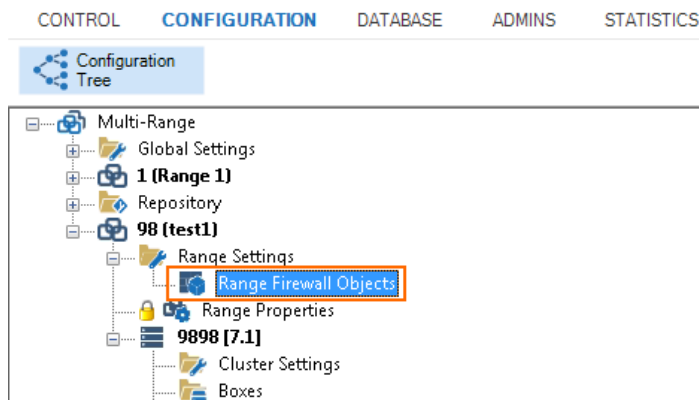 CONTROL CONFIGURATION DATABASE ADMINS STATISTICS
Configuration
Tree
Multi-Range
Global Settings
1 (Range 1)
Repository
98 (test1)
Range Settings
Range Firewall Objects
Range Properties
9898 [7.1]
Cluster Settings
Boxes